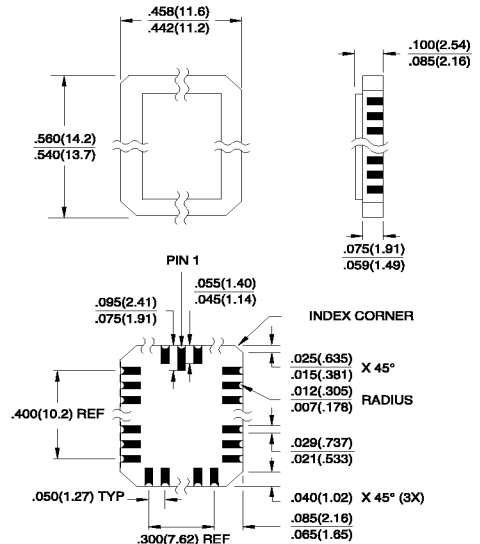 .458(11.6)
.442(11.2)
.100(2.54)
.085(2.16)
.560(14.2)
.540(13.7)
.075(1.91)
.059(1.49)
PIN 1
.055(1.40)
.045(1.14)
.095(2.41)
.075(1.91)
INDEX CORNER
.025(.635)
.015(.381)
X 45°
.012(.305)
.007(.178)
RADIUS
.400(10.2) REF
.029(.737)
.021(.533)
.050(1.27) TYP
.040(1.02) X 45° (3X)
.085(2.16)
.065(1.65)
.300(7.62) REF